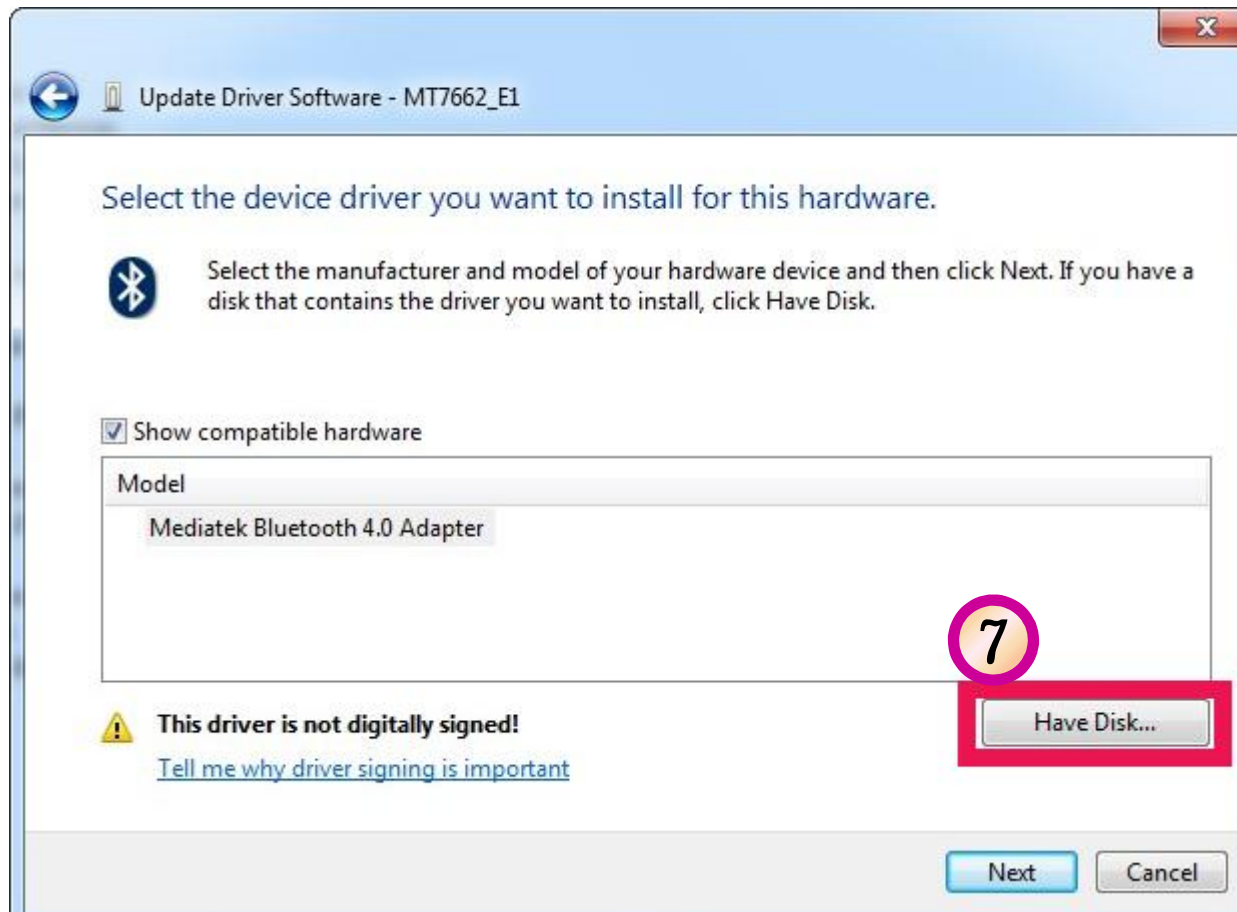 Update Driver Software - MT7662_E1
Select the device driver you want to install for this hardware.
Select the manufacturer and model of your hardware device and then click Next. If you have a
disk that contains the driver you want to install, click Have Disk.
Show compatible hardware
Model
Mediatek Bluetooth 4.0 Adapter
7
This driver is not digitally signed!
Have Disk...
Tell me why driver signing is important
Next
Cancel